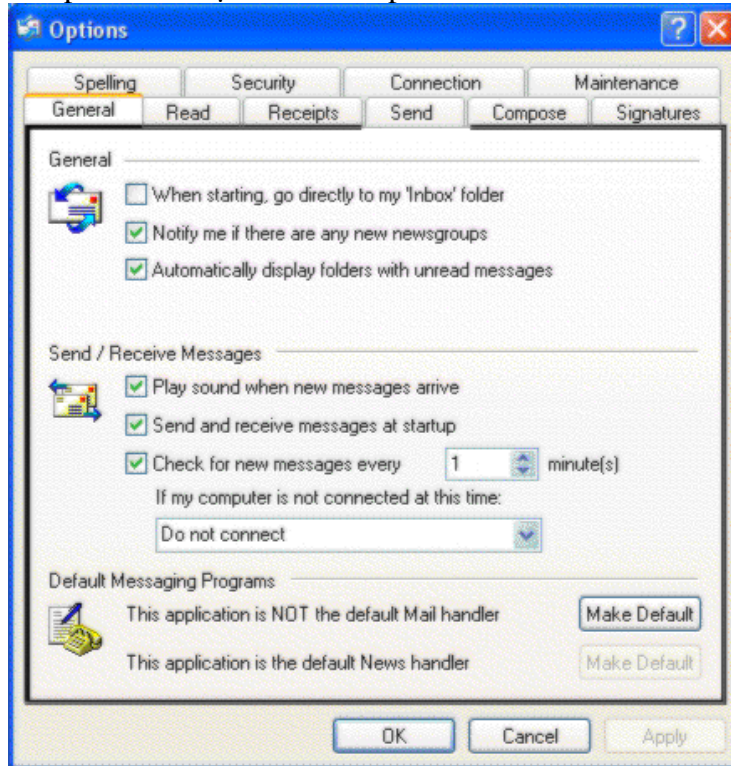 Options
Spelling Security Connection Maintenance
General Read Receipts Send Compose Signatures
General
When starting, go directly to my 'Inbox' folder
Notify me if there are any new newsgroups
Automatically display folders with unread messages
Send / Receive Messages
Play sound when new messages arrive
Send and receive messages at startup
Check for new messages every 1 minute(s)
If my computer is not connected at this time:
Do not connect
Default Messaging Programs
This application is NOT the default Mail handler Make Default
This application is the default News handler Make Default
OK Cancel Apply